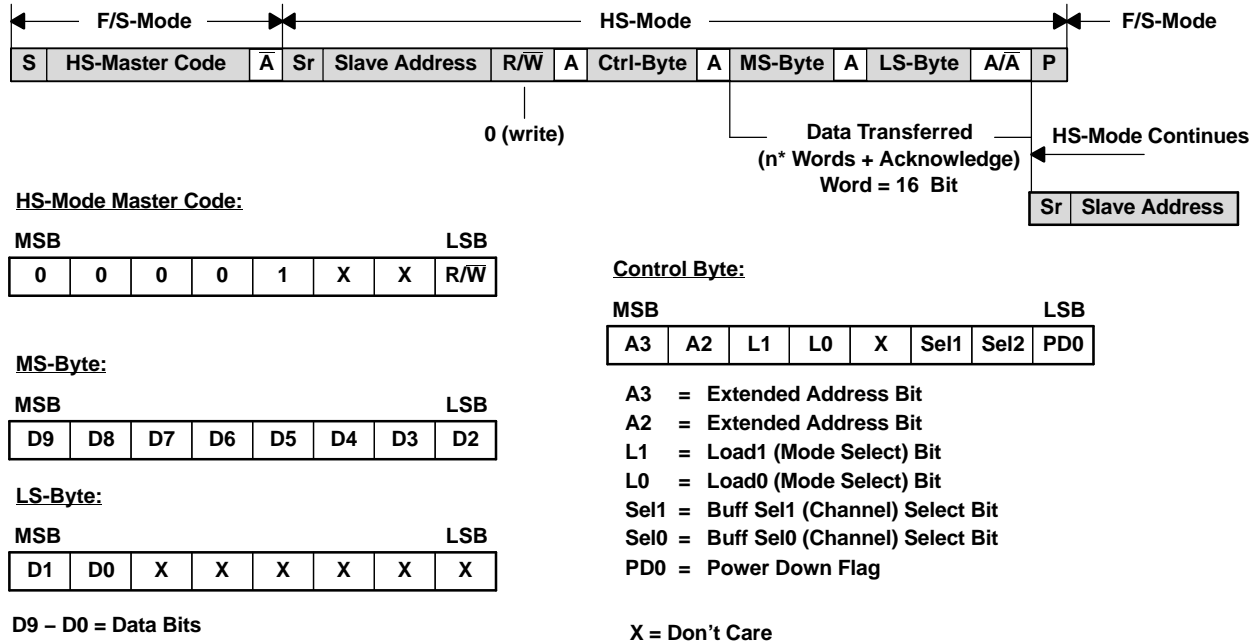 F/S-Mode HS-Mode F/S-Mode
S HS-Master Code A̅ Sr Slave Address R/W̅ A Ctrl-Byte A MS-Byte A LS-Byte A/A̅ P
0 (write)
Data Transferred
(n* Words + Acknowledge)
Word = 16 Bit
HS-Mode Continues
Sr Slave Address
HS-Mode Master Code:
MSB LSB
0 0 0 0 1 X X R/W̅
MS-Byte:
MSB LSB
D9 D8 D7 D6 D5 D4 D3 D2
LS-Byte:
MSB LSB
D1 D0 X X X X X X
D9 – D0 = Data Bits
Control Byte:
MSB LSB
A3 A2 L1 L0 X Sel1 Sel2 PD0
A3 = Extended Address Bit
A2 = Extended Address Bit
L1 = Load1 (Mode Select) Bit
L0 = Load0 (Mode Select) Bit
Sel1 = Buff Sel1 (Channel) Select Bit
Sel0 = Buff Sel0 (Channel) Select Bit
PD0 = Power Down Flag
X = Don't Care